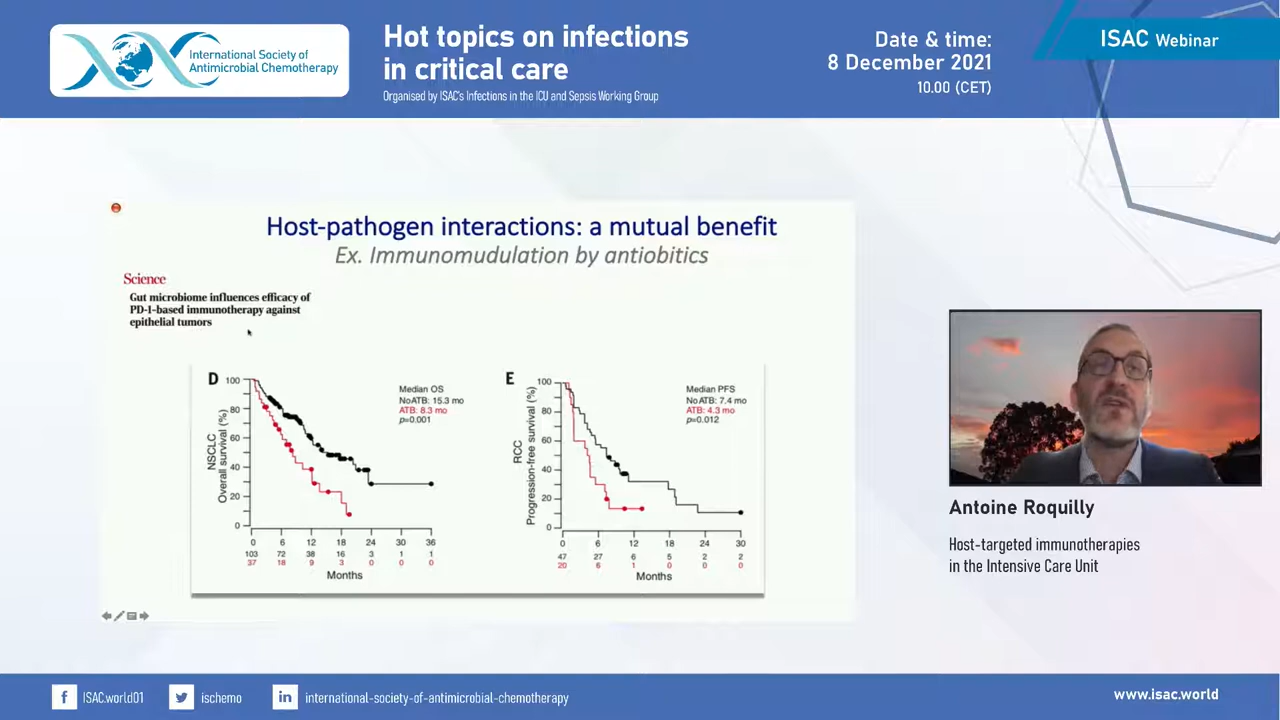 International Society of
Antimicrobial Chemotherapy
Hot topics on infections
in critical care
Organised by ISAC's Infections in the ICU and Sepsis Working Group
Date & time:
8 December 2021
10.00 (CET)
ISAC Webinar
Host-pathogen interactions: a mutual benefit
Ex. Immunomudulation by antiobitics
Science
Gut microbiome influences efficacy of
PD-1-based immunotherapy against
epithelial tumors
D
NSCLC
Overall survival (%)
100
80
60
40
20
0
Median OS
NoATB: 15.3 mo
ATB: 8.3 mo
p=0.001
0 6 12 18 24 30 36
103 72 38 16 3 1 1
37 18 9 3 0 0 0
Months
E
RCC
Progression-free survival (%)
100
80
60
40
20
0
Median PFS
NoATB: 7.4 mo
ATB: 4.3 mo
p=0.012
0 6 12 18 24 30
47 27 6 5 2 2
20 6 1 0 0 0
Months
Antoine Roquilly
Host-targeted immunotherapies
in the Intensive Care Unit
ISAC.world01
ischemo
international-society-of-antimicrobial-chemotherapy
www.isac.world